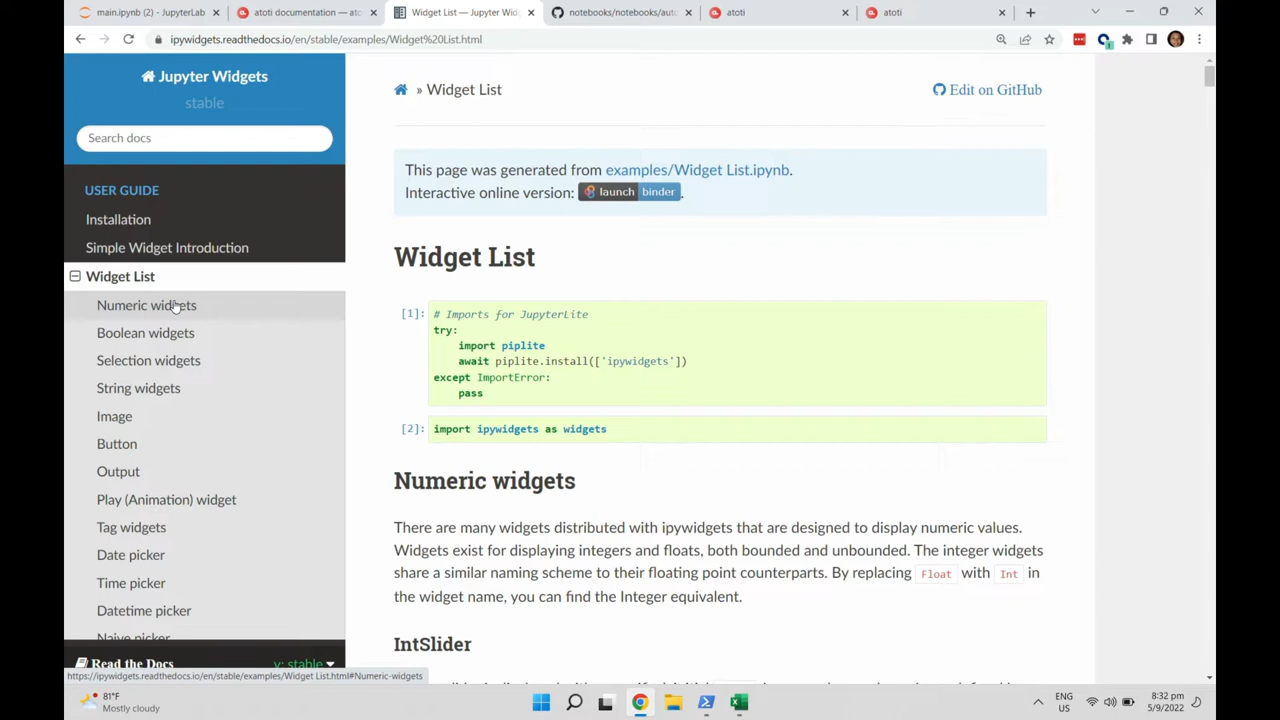 main.ipynb (2) - JupyterLab
atoti documentation — ato
Widget List — Jupyter Wid
notebooks/notebooks/auto
atoti
atoti
ipywidgets.readthedocs.io/en/stable/examples/Widget%20List.html
Jupyter Widgets
stable
Search docs
USER GUIDE
Installation
Simple Widget Introduction
Widget List
Numeric widgets
Boolean widgets
Selection widgets
String widgets
Image
Button
Output
Play (Animation) widget
Tag widgets
Date picker
Time picker
Datetime picker
Naive picker
Read the Docs
v: stable
https://ipywidgets.readthedocs.io/en/stable/examples/Widget List.html#Numeric-widgets
» Widget List
Edit on GitHub
This page was generated from examples/Widget List.ipynb.
Interactive online version: launch binder.
Widget List
[1]: # Imports for JupyterLite
try:
import piplite
await piplite.install(['ipywidgets'])
except ImportError:
pass
[2]: import ipywidgets as widgets
Numeric widgets
There are many widgets distributed with ipywidgets that are designed to display numeric values.
Widgets exist for displaying integers and floats, both bounded and unbounded. The integer widgets
share a similar naming scheme to their floating point counterparts. By replacing Float with Int in
the widget name, you can find the Integer equivalent.
IntSlider
81°F
Mostly cloudy
ENG
US
8:32 pm
5/9/2022